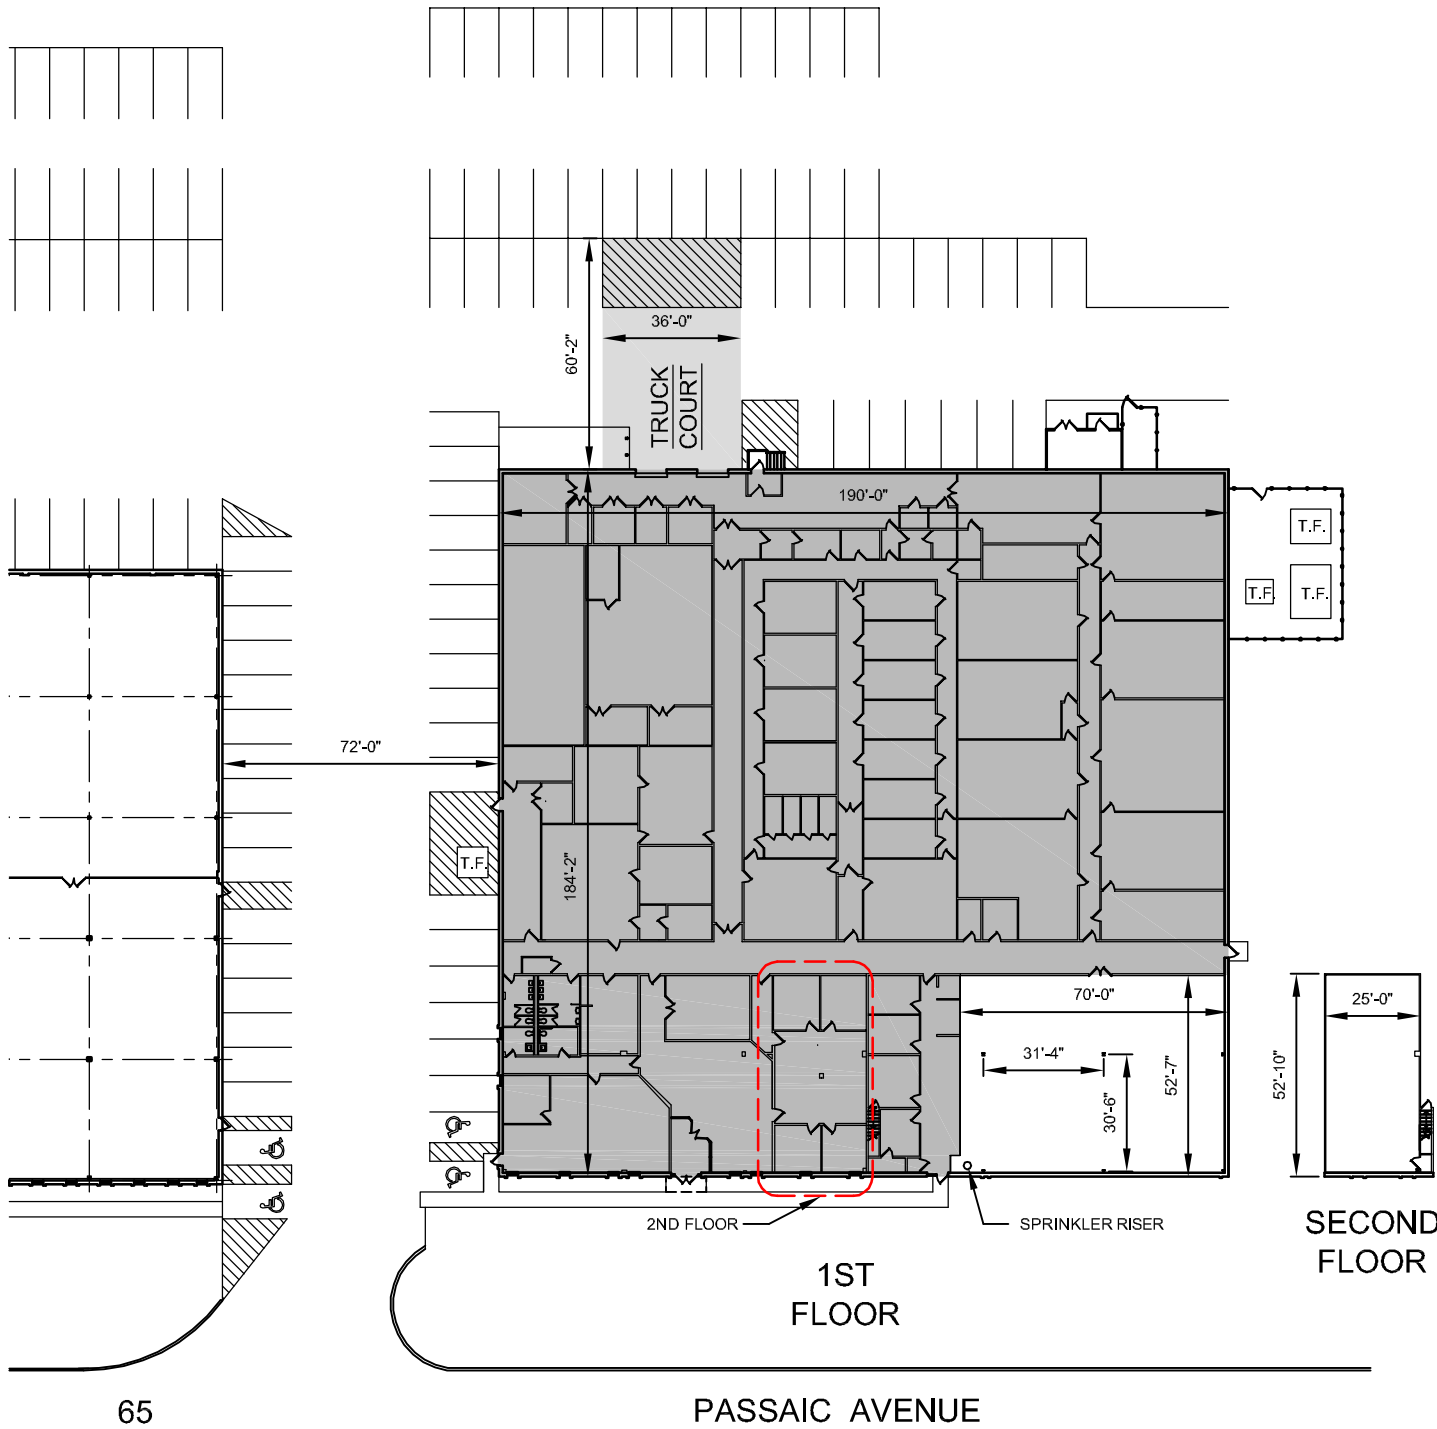 36'-0"
60'-2"
TRUCK
COURT
190'-0"
T.F.
T.F.
T.F.
72'-0"
T.F.
184'-2"
70'-0"
25'-0"
31'-4"
52'-7"
52'-10"
30'-6"
2ND FLOOR
SPRINKLER RISER
SECOND
FLOOR
1ST
FLOOR
65
PASSAIC AVENUE